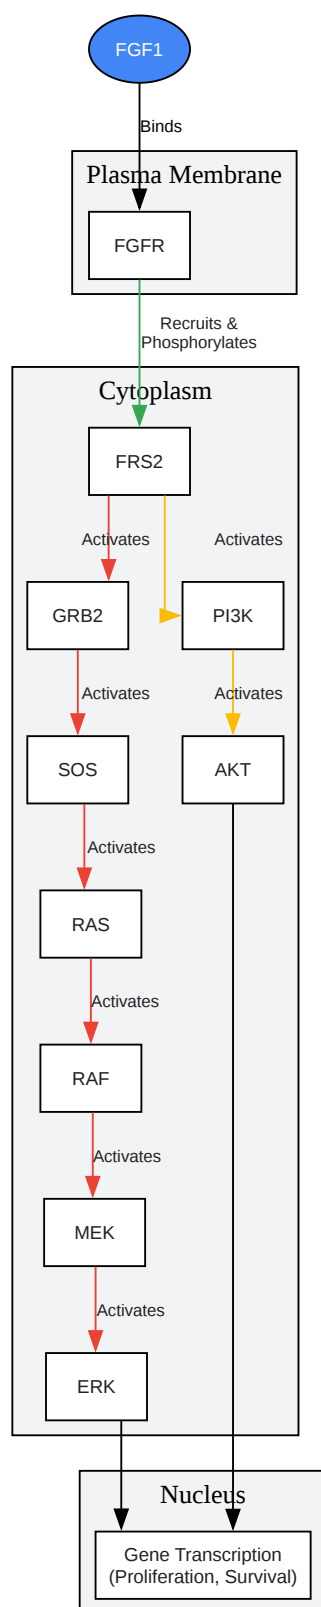 FGF1
Binds
Plasma Membrane
FGFR
Recruits &
Phosphorylates
Cytoplasm
FRS2
Activates
Activates
GRB2
PI3K
Activates
Activates
SOS
AKT
Activates
RAS
Activates
RAF
Activates
MEK
Activates
ERK
Nucleus
Gene Transcription
(Proliferation, Survival)